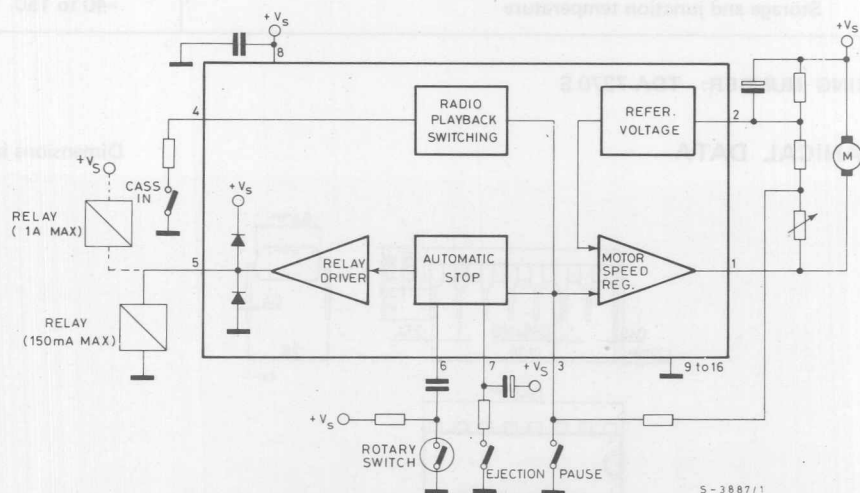 Storage and junction temperature
-40 to 150
TDA 7270 S
+Vs
8
+Vs
4
RADIO
PLAYBACK
SWITCHING
REFER.
VOLTAGE
2
M
+Vs
CASS
IN
+Vs
RELAY
( 1A MAX)
5
RELAY
DRIVER
AUTOMATIC
STOP
MOTOR
SPEED
REG.
1
RELAY
(150mA MAX)
6
7
3
+Vs
9 to 16
+Vs
ROTARY
SWITCH
EJECTION
PAUSE
S-3887/1